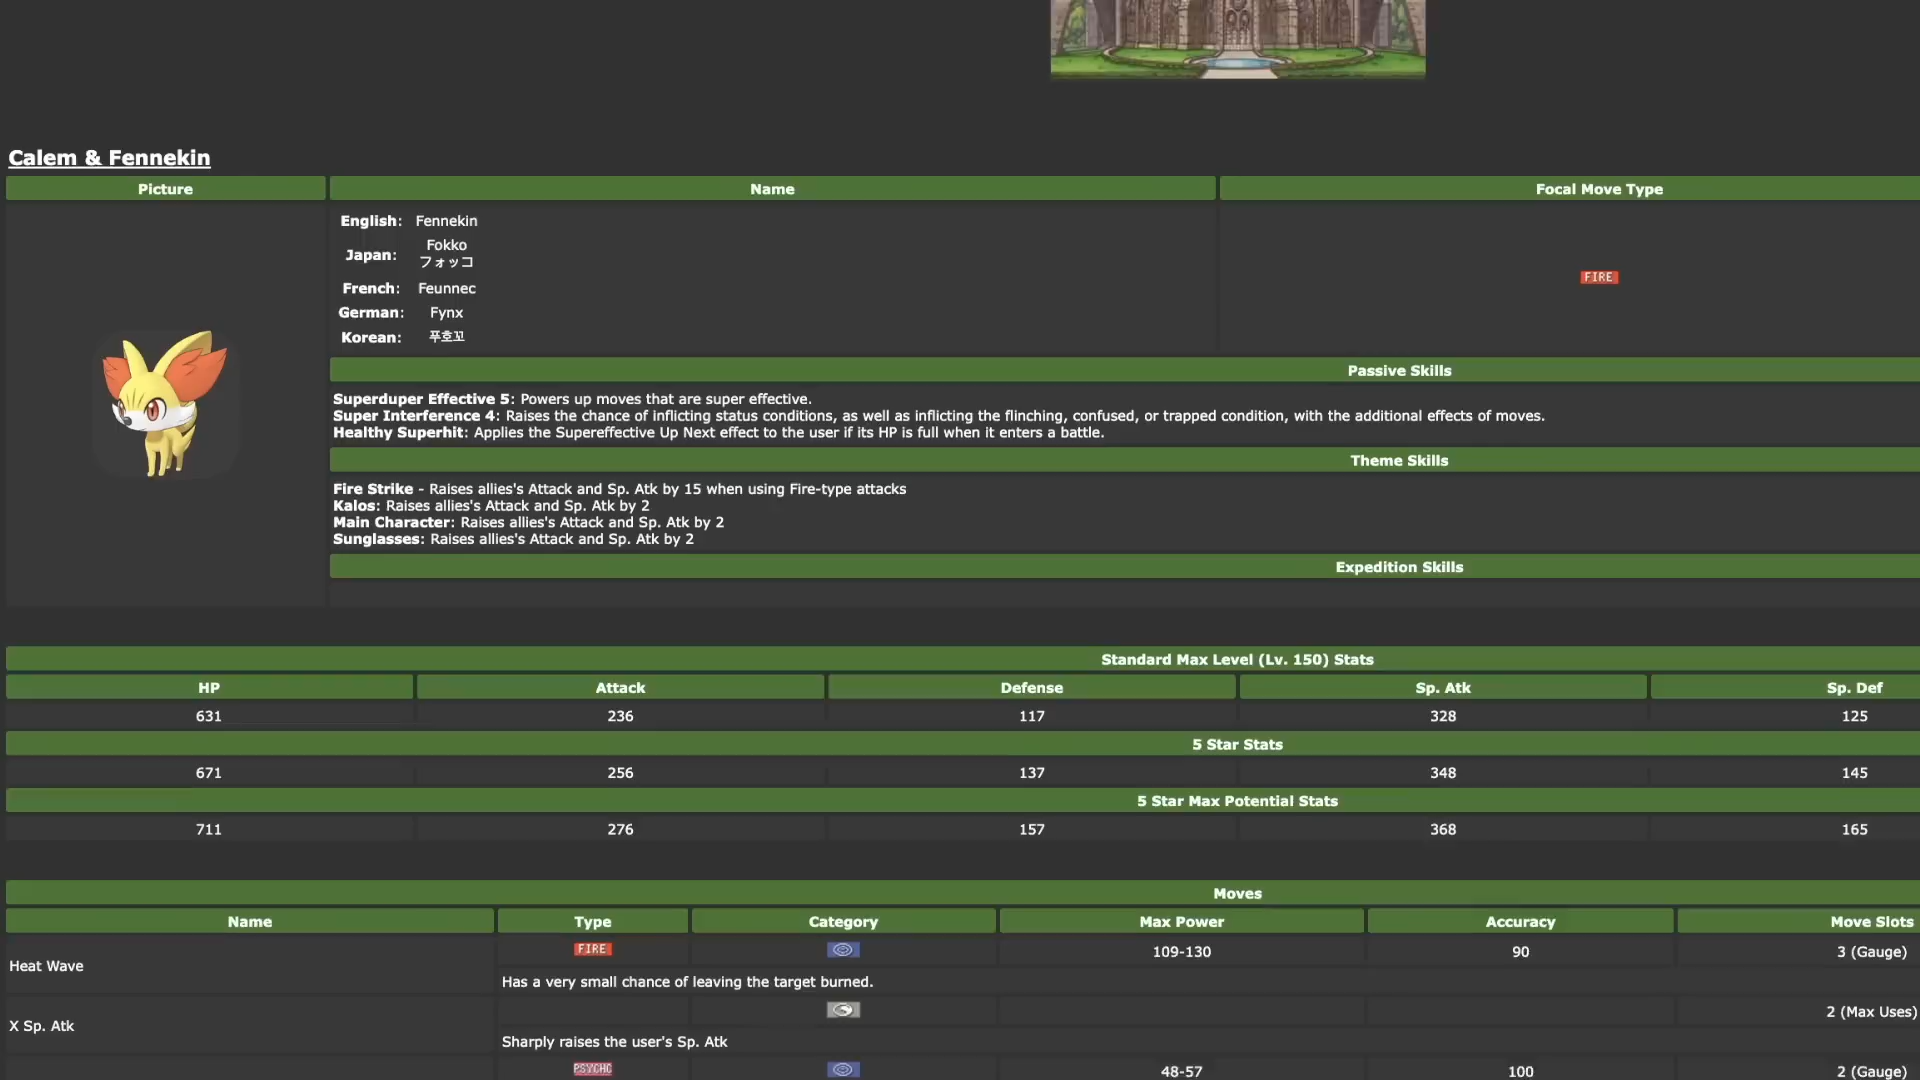 Calem & Fennekin
Picture
Name
Focal Move Type
English: Fennekin
Japan: Fokko
フォッコ
French: Feunnec
German: Fynx
Korean: 푸호꼬
FIRE
Passive Skills
Superduper Effective 5: Powers up moves that are super effective.
Super Interference 4: Raises the chance of inflicting status conditions, as well as inflicting the flinching, confused, or trapped condition, with the additional effects of moves.
Healthy Superhit: Applies the Supereffective Up Next effect to the user if its HP is full when it enters a battle.
Theme Skills
Fire Strike - Raises allies's Attack and Sp. Atk by 15 when using Fire-type attacks
Kalos: Raises allies's Attack and Sp. Atk by 2
Main Character: Raises allies's Attack and Sp. Atk by 2
Sunglasses: Raises allies's Attack and Sp. Atk by 2
Expedition Skills
Standard Max Level (Lv. 150) Stats
HP Attack Defense Sp. Atk Sp. Def
631 236 117 328 125
5 Star Stats
671 256 137 348 145
5 Star Max Potential Stats
711 276 157 368 165
Moves
Name Type Category Max Power Accuracy Move Slots
Heat Wave FIRE 109-130 90 3 (Gauge)
Has a very small chance of leaving the target burned.
X Sp. Atk 2 (Max Uses)
Sharply raises the user's Sp. Atk
PSYCHC 48-57 100 2 (Gauge)